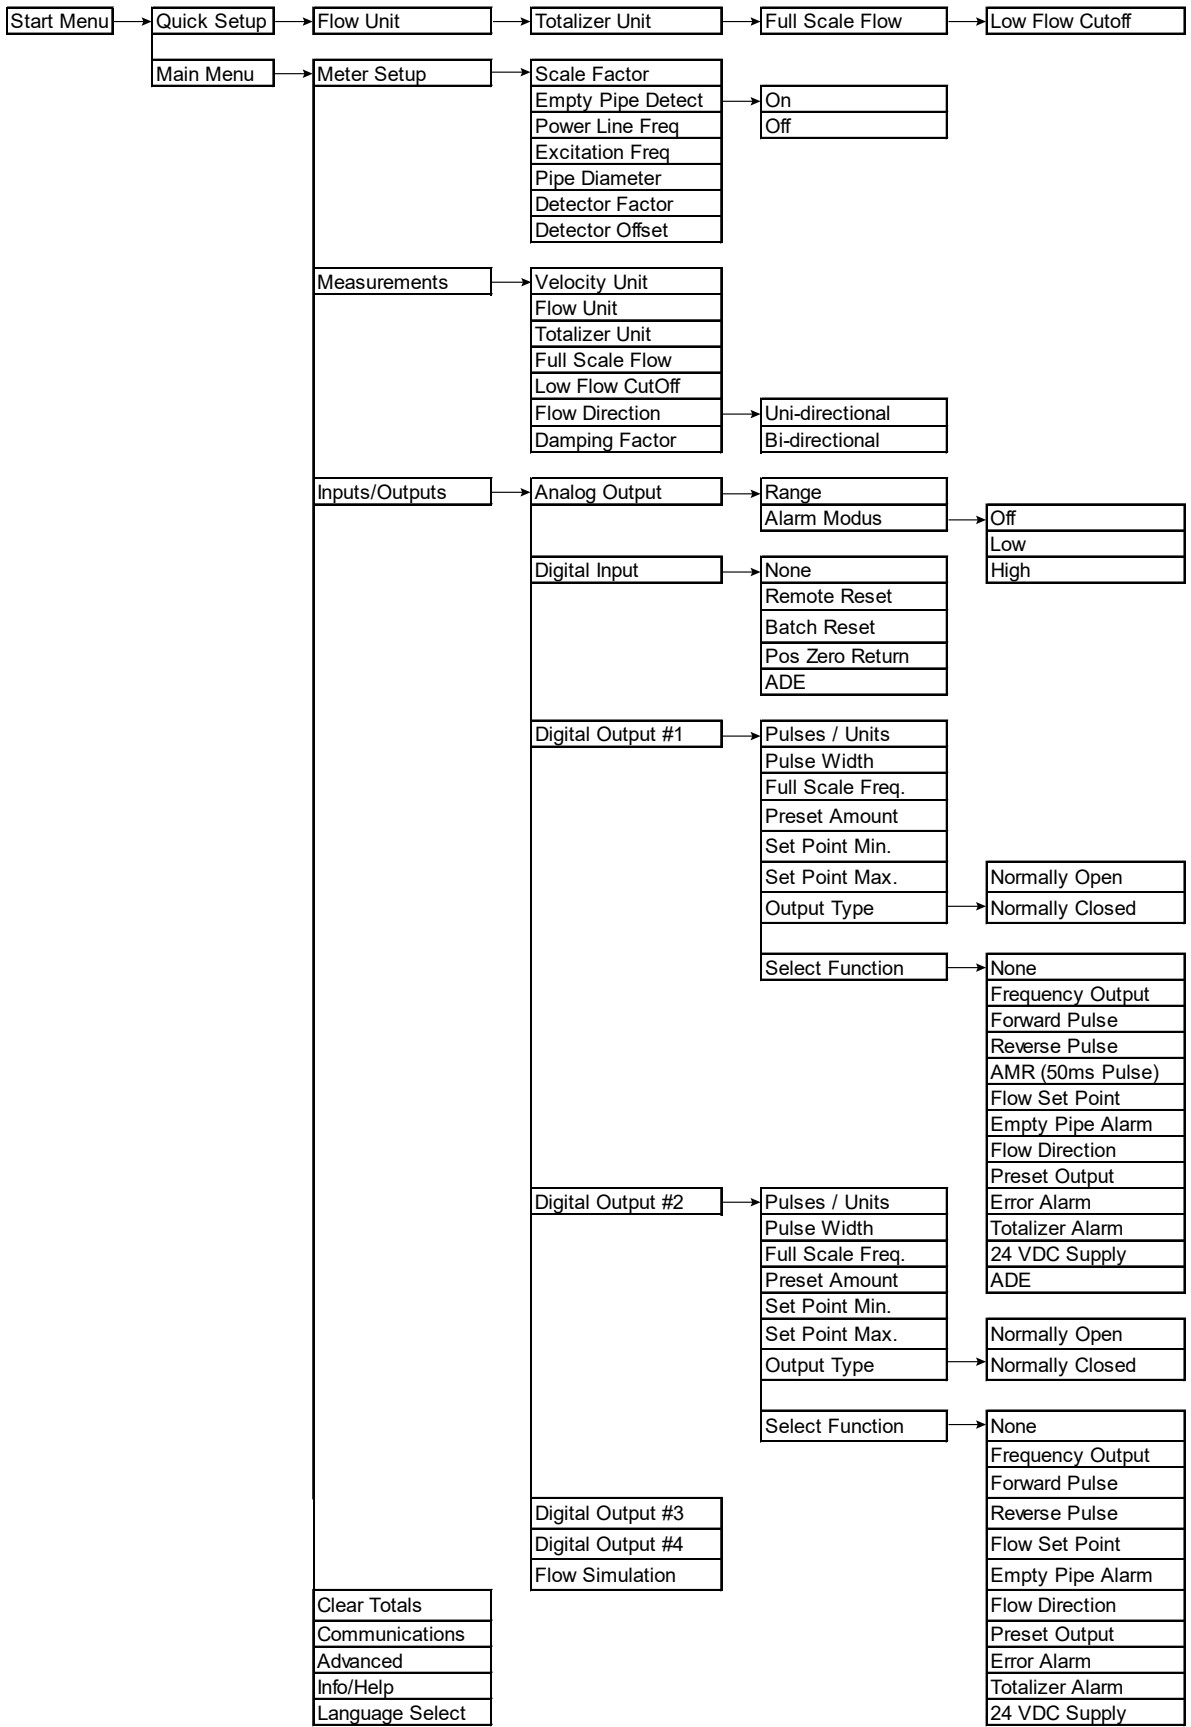 Start Menu
Quick Setup
Flow Unit
Totalizer Unit
Full Scale Flow
Low Flow Cutoff
Main Menu
Meter Setup
Scale Factor
Empty Pipe Detect
On
Power Line Freq
Off
Excitation Freq
Pipe Diameter
Detector Factor
Detector Offset
Measurements
Velocity Unit
Flow Unit
Totalizer Unit
Full Scale Flow
Low Flow CutOff
Flow Direction
Uni-directional
Damping Factor
Bi-directional
Inputs/Outputs
Analog Output
Range
Alarm Modus
Off
Low
High
Digital Input
None
Remote Reset
Batch Reset
Pos Zero Return
ADE
Digital Output #1
Pulses / Units
Pulse Width
Full Scale Freq.
Preset Amount
Set Point Min.
Set Point Max.
Normally Open
Output Type
Normally Closed
Select Function
None
Frequency Output
Forward Pulse
Reverse Pulse
AMR (50ms Pulse)
Flow Set Point
Empty Pipe Alarm
Flow Direction
Preset Output
Error Alarm
Totalizer Alarm
24 VDC Supply
ADE
Digital Output #2
Pulses / Units
Pulse Width
Full Scale Freq.
Preset Amount
Set Point Min.
Set Point Max.
Normally Open
Output Type
Normally Closed
Select Function
None
Frequency Output
Forward Pulse
Reverse Pulse
Flow Set Point
Empty Pipe Alarm
Flow Direction
Preset Output
Error Alarm
Totalizer Alarm
24 VDC Supply
Digital Output #3
Digital Output #4
Flow Simulation
Clear Totals
Communications
Advanced
Info/Help
Language Select